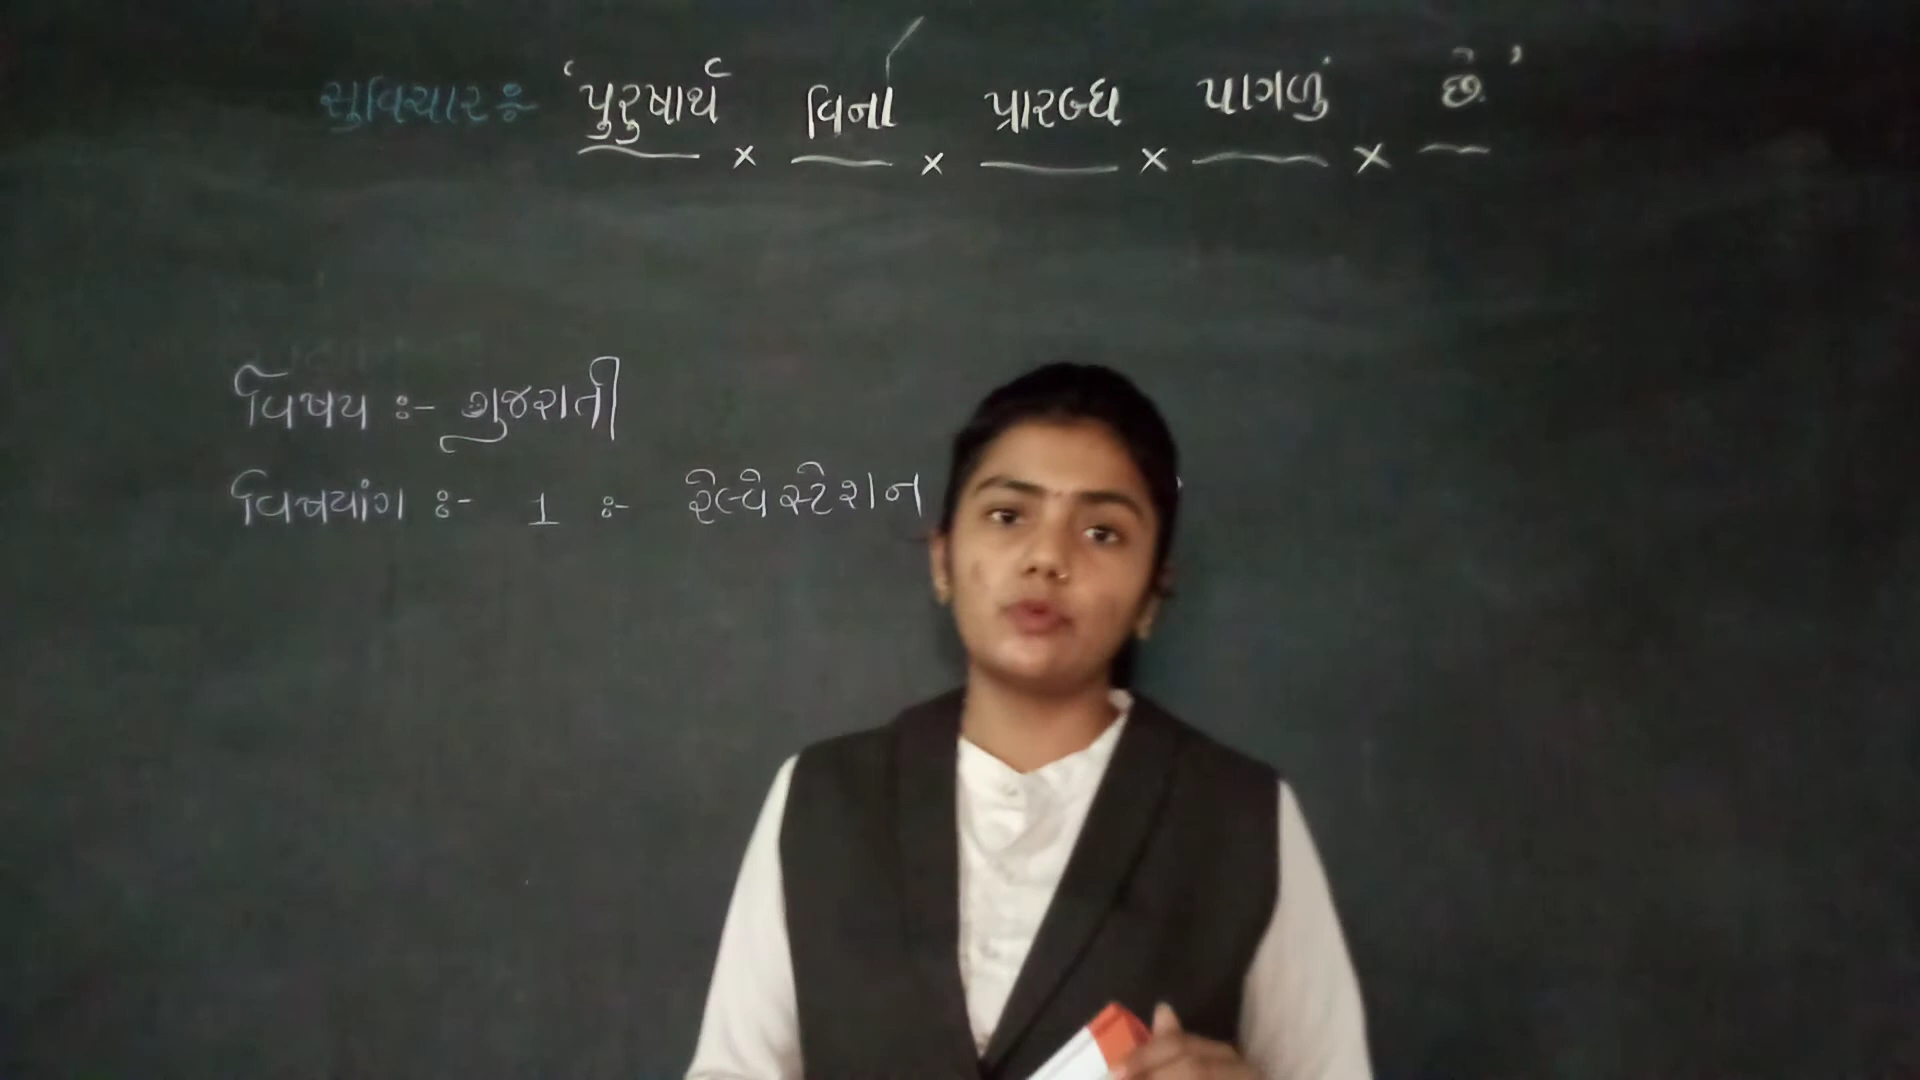 સુવિચારઃ 'પુરુષાર્થ વિના પ્રારબ્ધ પાગળું છે.'
વિષય :- ગુજરાતી
વિષયાંગ :- 1 :- રેલ્વેસ્ટેશન